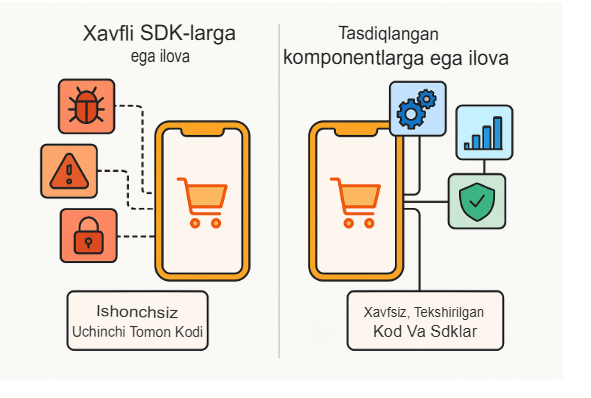 Xavfli SDK-larga
ega ilova
Tasdiqlangan
komponentlarga ega ilova
Ishonchsiz
Uchinchi Tomon Kodi
Xavfsiz, Tekshirilgan
Kod Va Sdklar